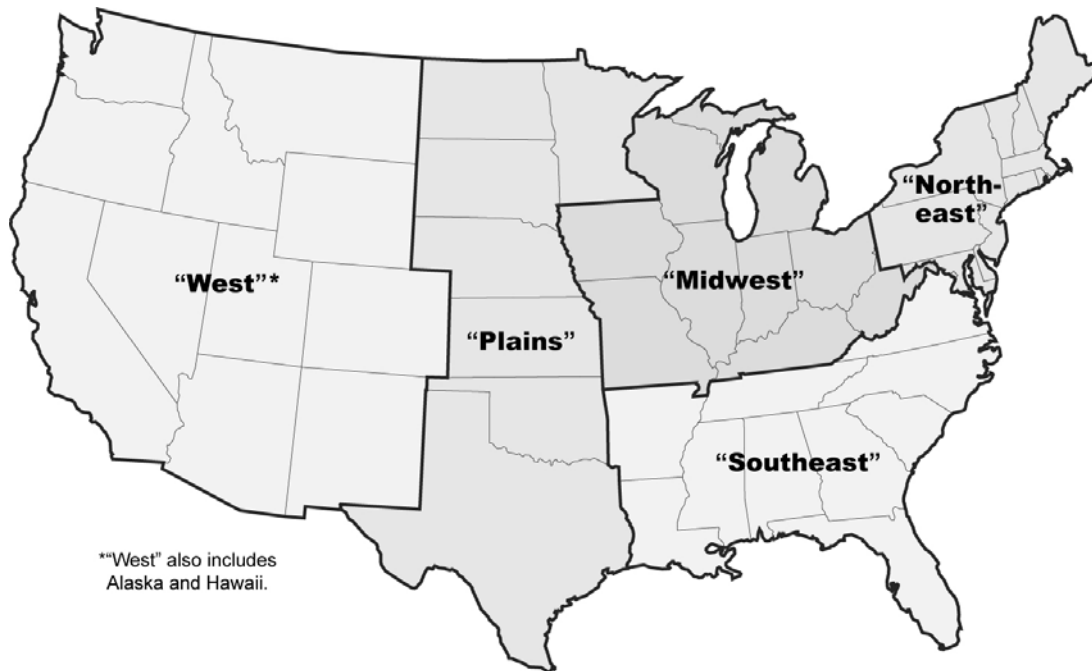 “North-
east”
“West”*
“Midwest”
“Plains”
“Southeast”
*“West” also includes
Alaska and Hawaii.